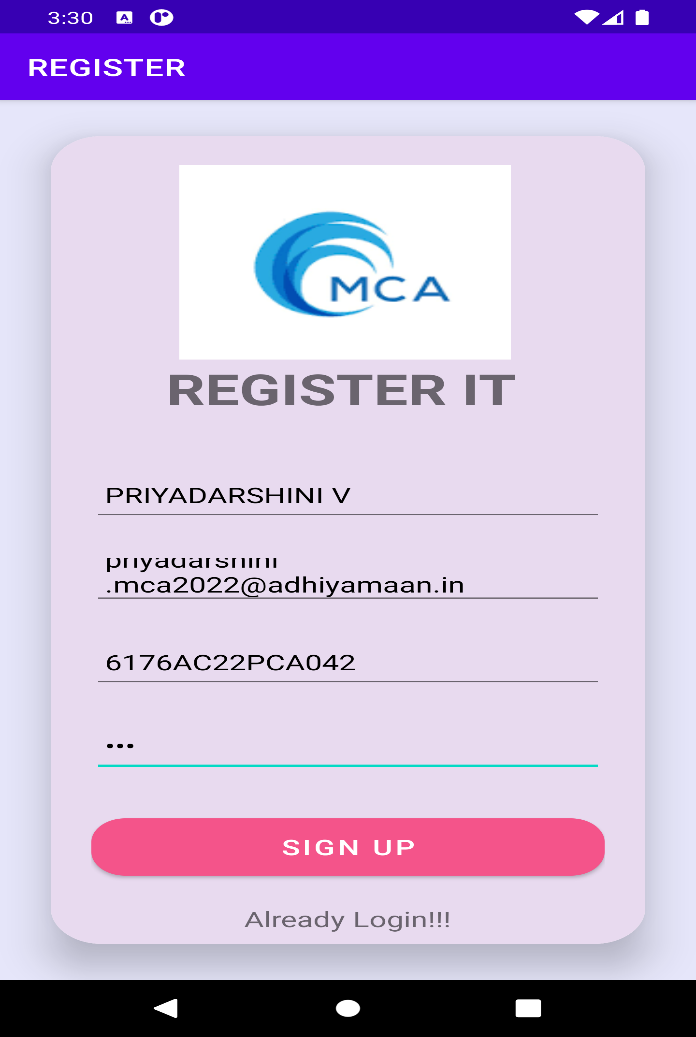 3:30
REGISTER
MCA
REGISTER IT
PRIYADARSHINI V
priyadarshini
.mca2022@adhiyamaan.in
6176AC22PCA042
•••
SIGN UP
Already Login!!!